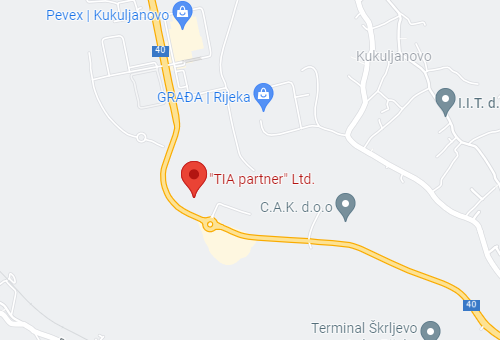 Pevex | Kukuljanovo
40
Kukuljanovo
GRAĐA | Rijeka
I.I.T. d.
"TIA partner" Ltd.
C.A.K. d.o.o
40
Terminal Škrljevo